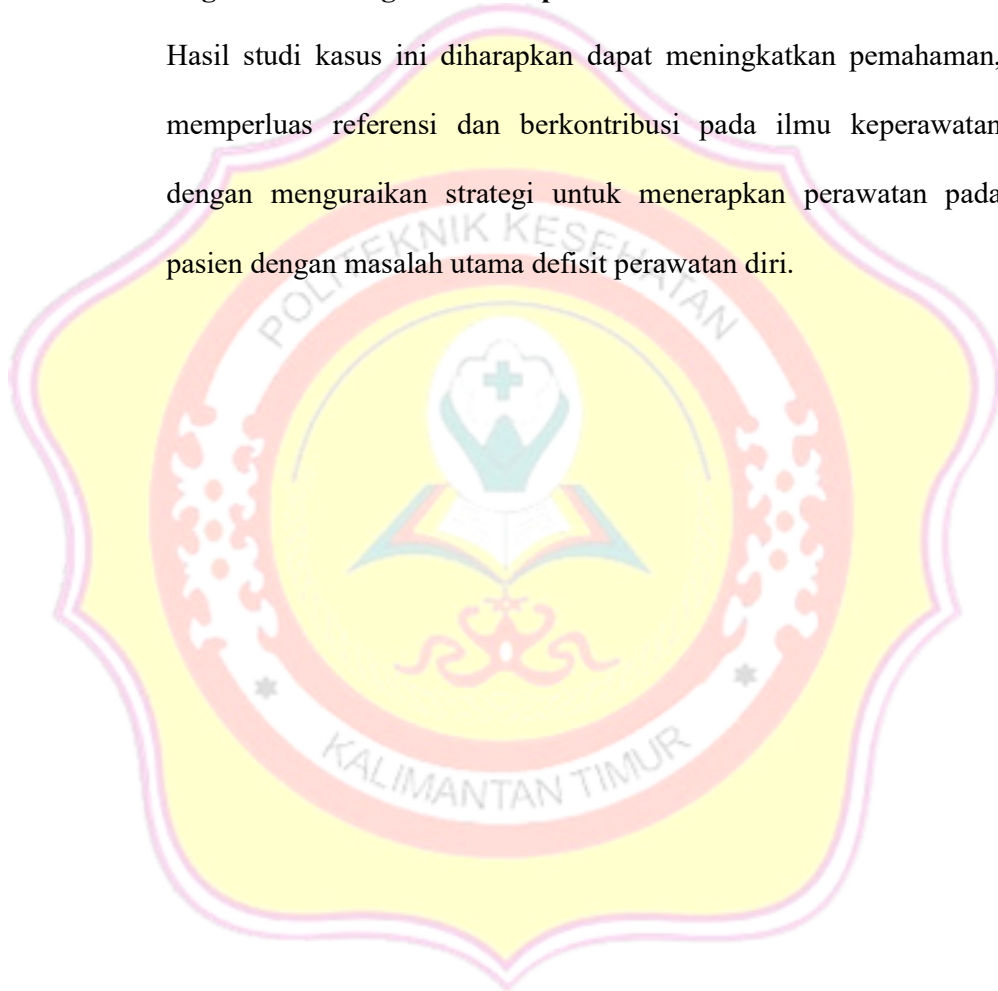 Hasil studi kasus ini diharapkan dapat meningkatkan pemahaman,
memperluas referensi dan berkontribusi pada ilmu keperawatan
dengan menguraikan strategi untuk menerapkan perawatan pada
pasien dengan masalah utama defisit perawatan diri.
POLITEKNIK KESEHATAN
KALIMANTAN TIMUR